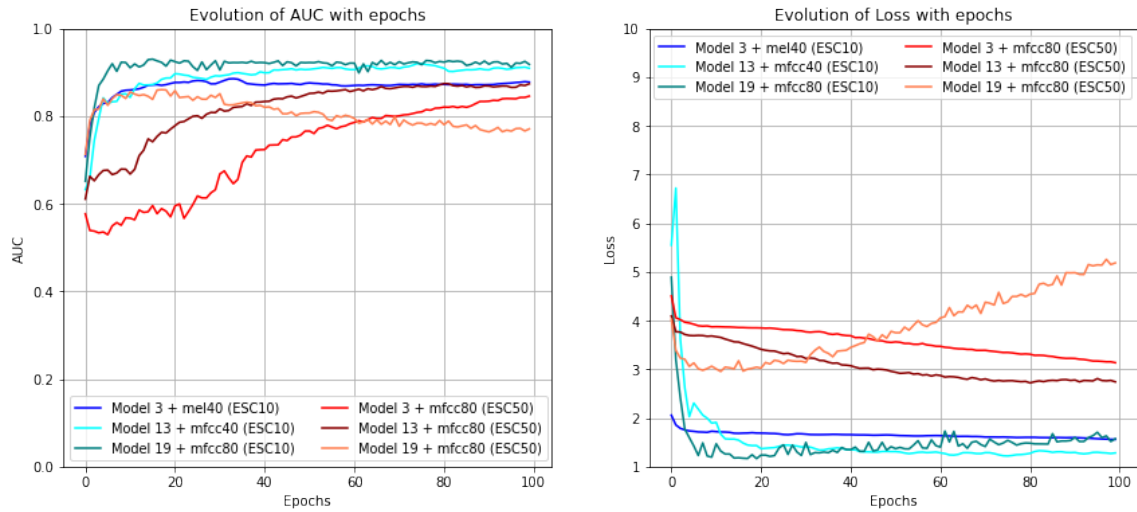 Evolution of AUC with epochs
1.0
0.8
0.6
0.4
0.2
0.0
AUC
0
20
40
60
80
100
Epochs
Model 3 + mel40 (ESC10)
Model 13 + mfcc40 (ESC10)
Model 19 + mfcc80 (ESC10)
Model 3 + mfcc80 (ESC50)
Model 13 + mfcc80 (ESC50)
Model 19 + mfcc80 (ESC50)
Evolution of Loss with epochs
10
9
8
7
6
5
4
3
2
1
Loss
0
20
40
60
80
100
Epochs
Model 3 + mel40 (ESC10)
Model 13 + mfcc40 (ESC10)
Model 19 + mfcc80 (ESC10)
Model 3 + mfcc80 (ESC50)
Model 13 + mfcc80 (ESC50)
Model 19 + mfcc80 (ESC50)